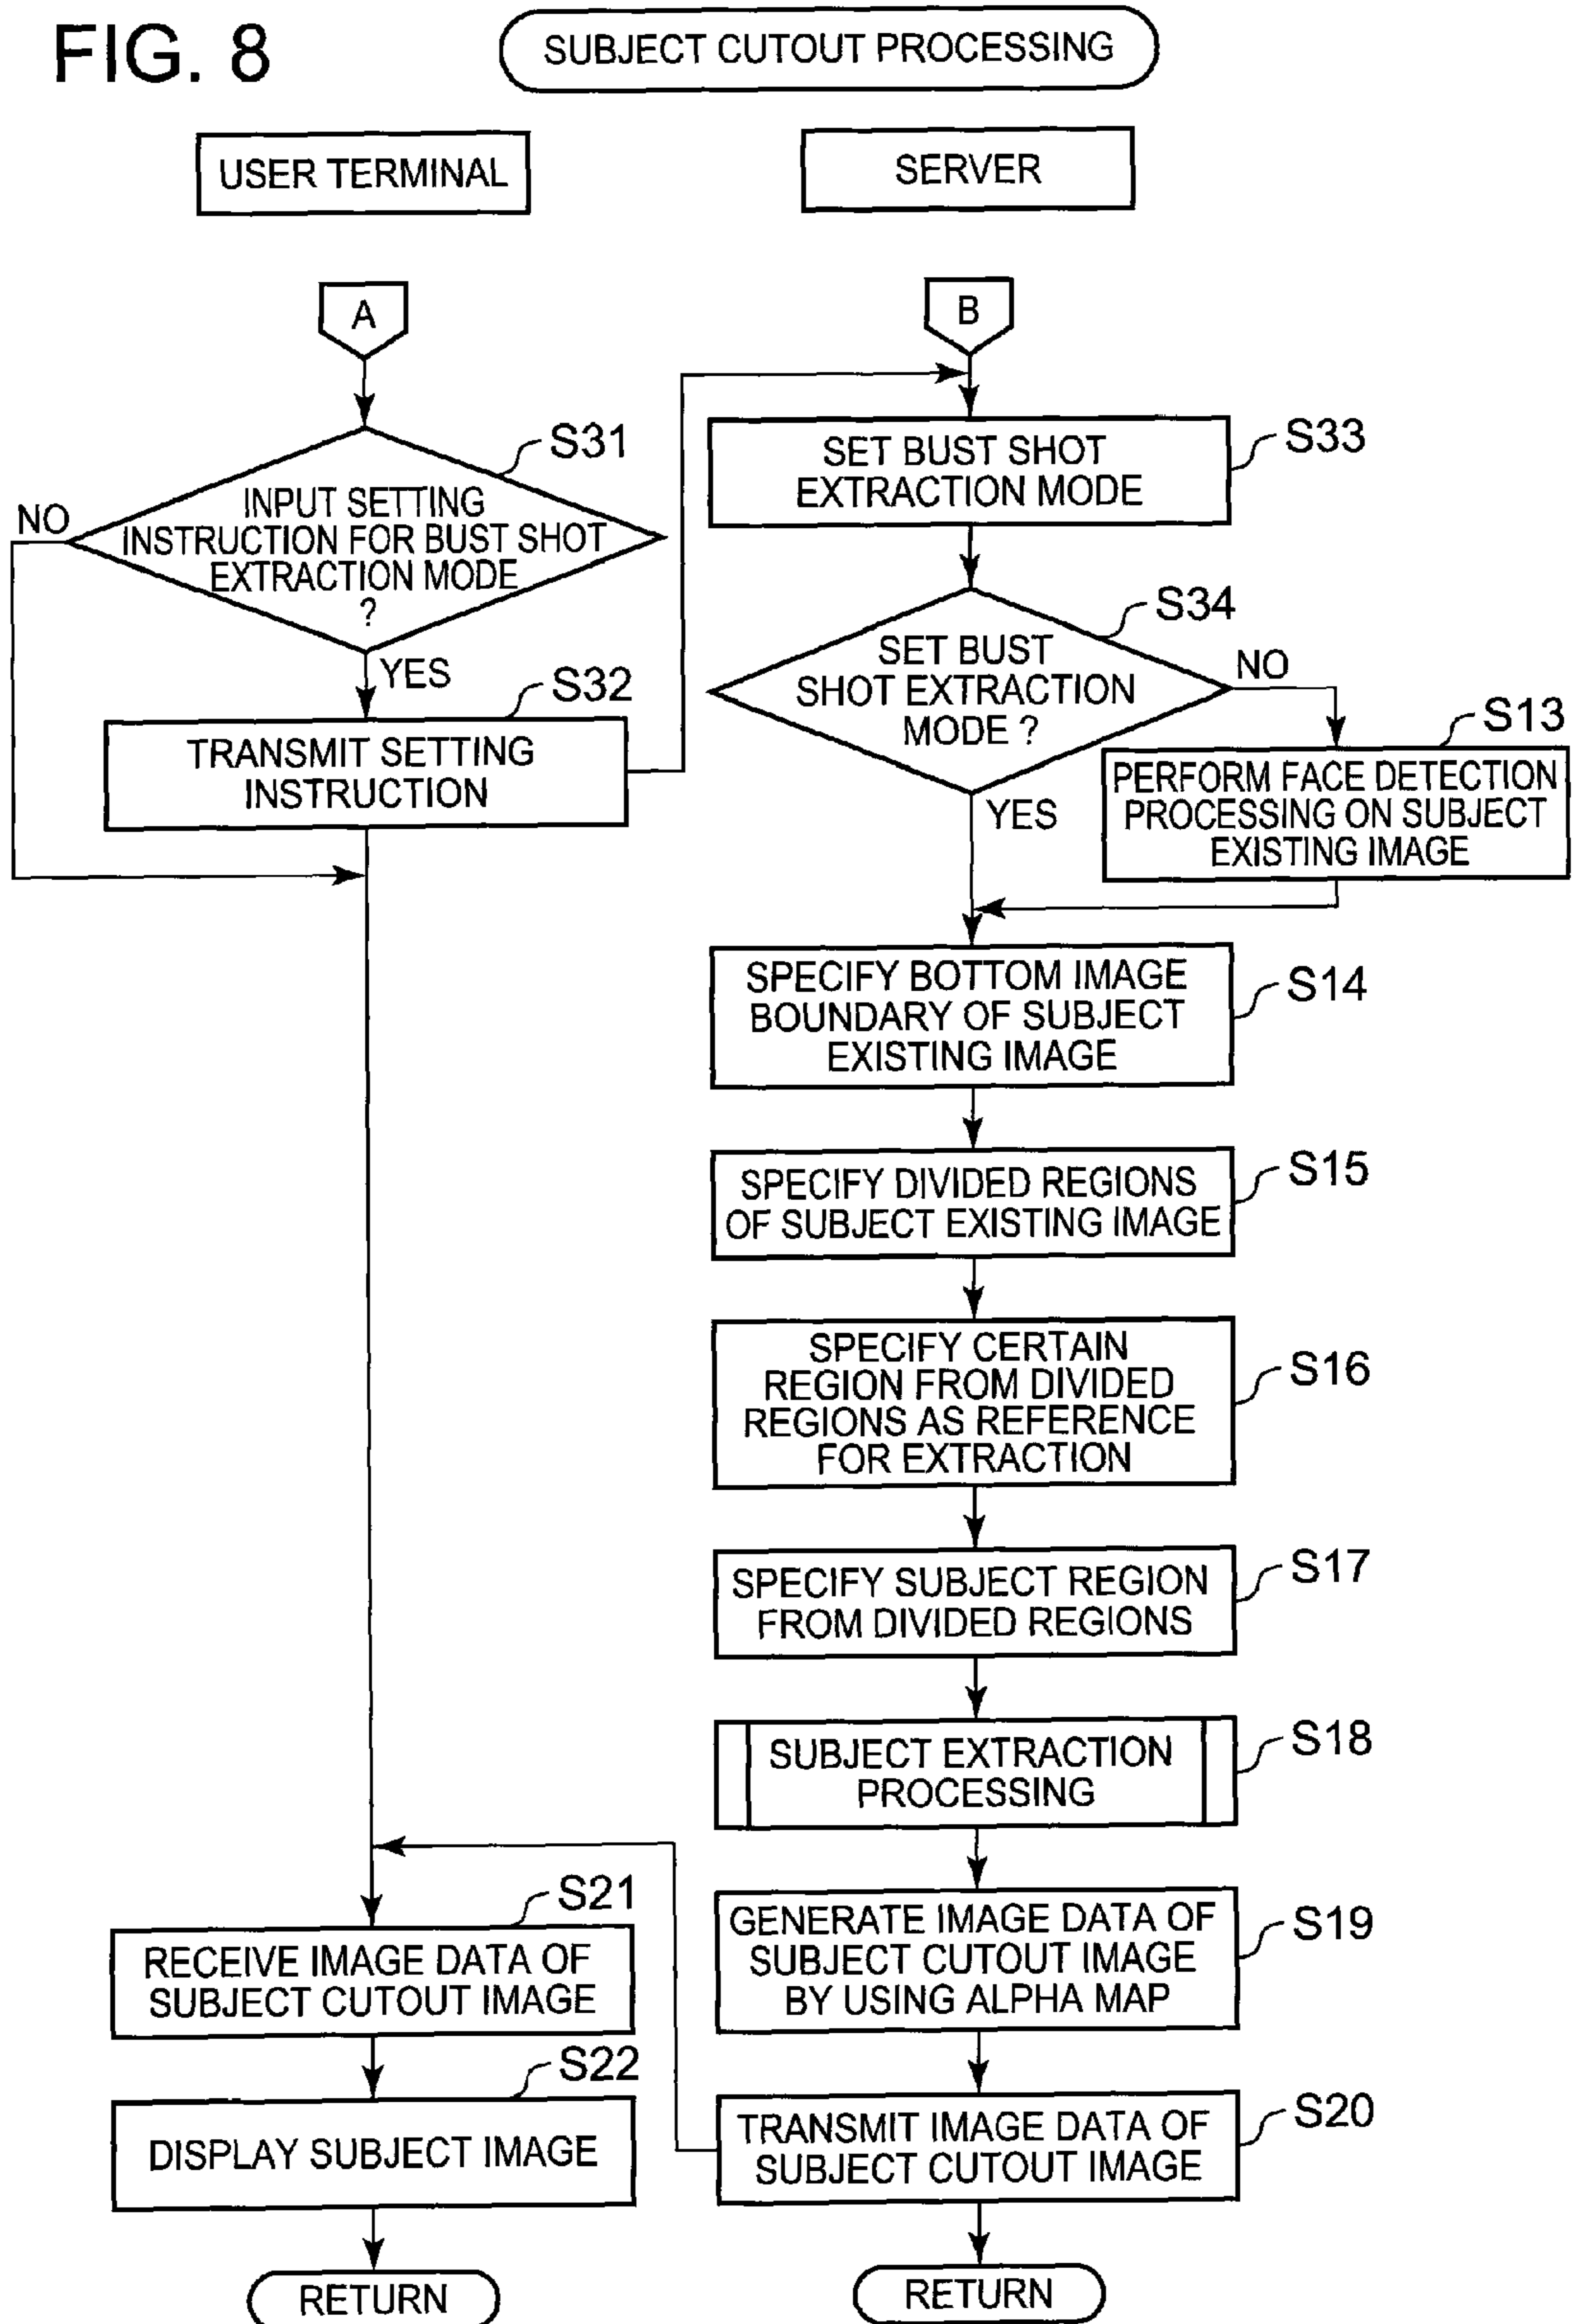 FIG. 8
SUBJECT CUTOUT PROCESSING
USER TERMINAL
SERVER
A
B
S31
INPUT SETTING
INSTRUCTION FOR BUST SHOT
EXTRACTION MODE
?
NO
YES
S32
TRANSMIT SETTING
INSTRUCTION
S33
SET BUST SHOT
EXTRACTION MODE
S34
SET BUST
SHOT EXTRACTION
MODE ?
NO
YES
S13
PERFORM FACE DETECTION
PROCESSING ON SUBJECT
EXISTING IMAGE
S14
SPECIFY BOTTOM IMAGE
BOUNDARY OF SUBJECT
EXISTING IMAGE
S15
SPECIFY DIVIDED REGIONS
OF SUBJECT EXISTING IMAGE
S16
SPECIFY CERTAIN
REGION FROM DIVIDED
REGIONS AS REFERENCE
FOR EXTRACTION
S17
SPECIFY SUBJECT REGION
FROM DIVIDED REGIONS
S18
SUBJECT EXTRACTION
PROCESSING
S19
GENERATE IMAGE DATA OF
SUBJECT CUTOUT IMAGE
BY USING ALPHA MAP
S20
TRANSMIT IMAGE DATA OF
SUBJECT CUTOUT IMAGE
S21
RECEIVE IMAGE DATA OF
SUBJECT CUTOUT IMAGE
S22
DISPLAY SUBJECT IMAGE
RETURN
RETURN